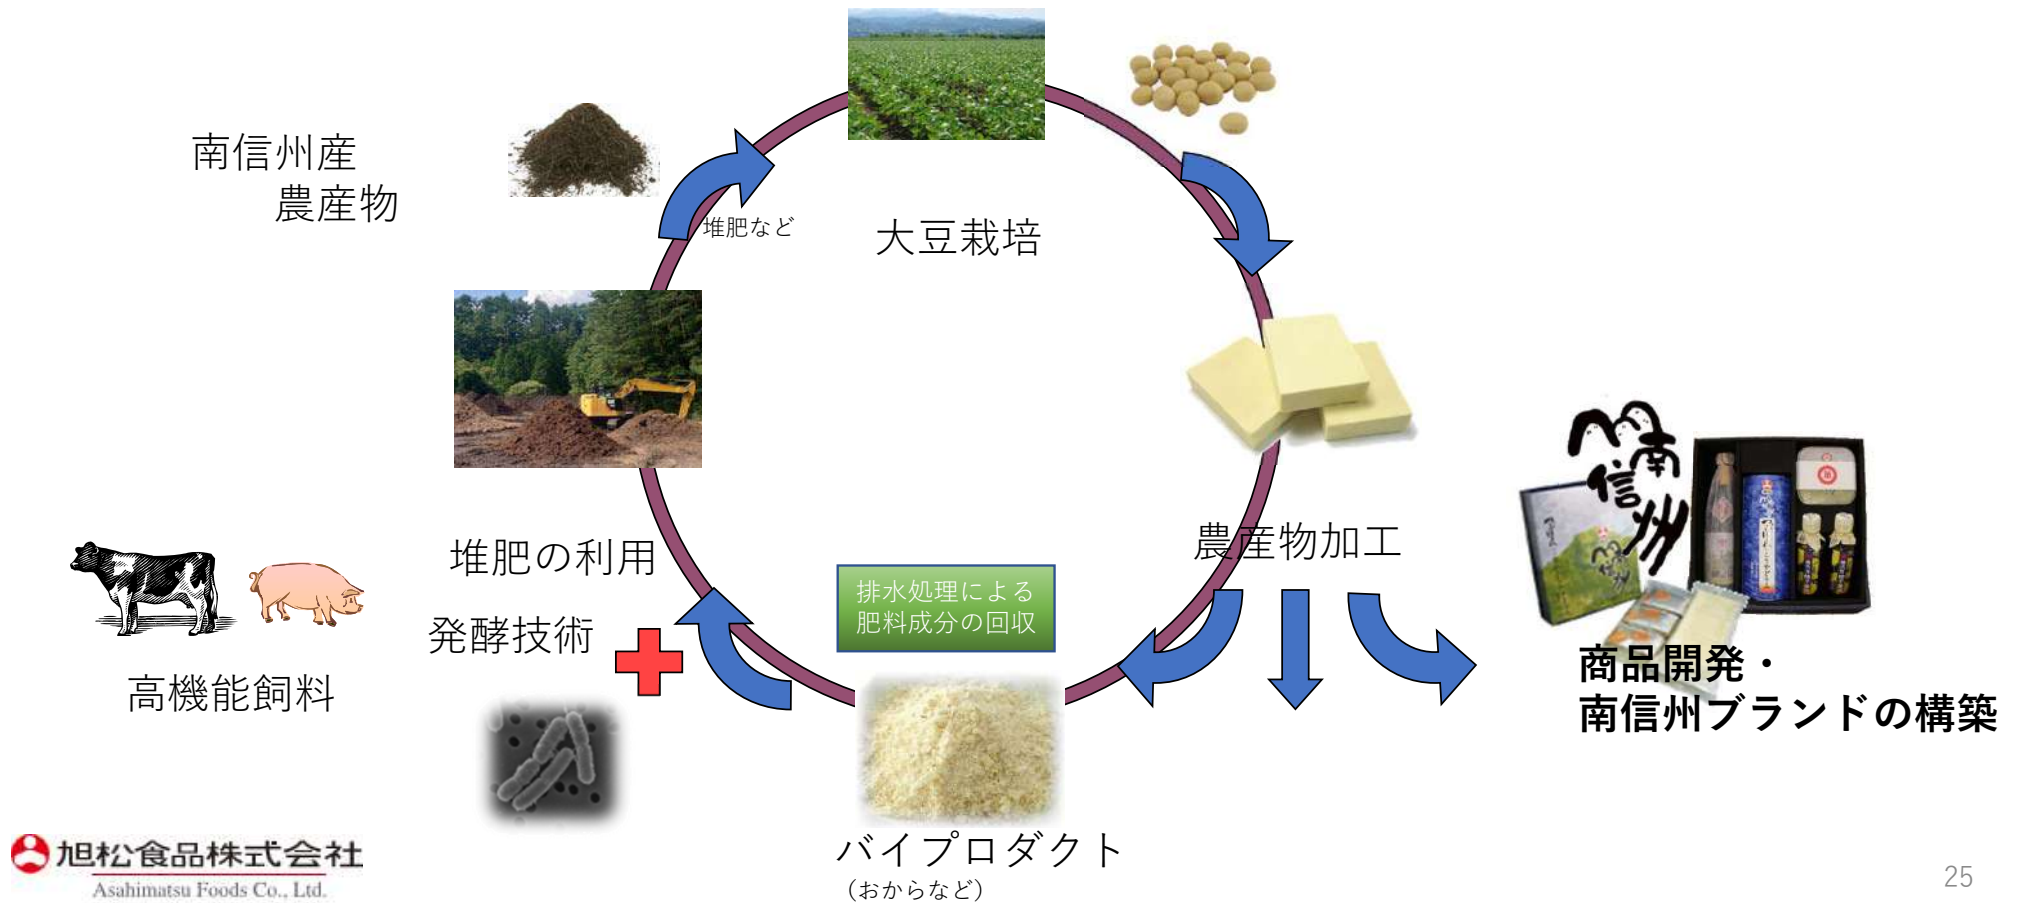 南信州産
農産物
堆肥など
大豆栽培
南信州
堆肥の利用
農産物加工
発酵技術
排水処理による
肥料成分の回収
高機能飼料
商品開発・
南信州ブランドの構築
バイプロダクト
(おからなど)
旭松食品株式会社
Asahimatsu Foods Co., Ltd.
25